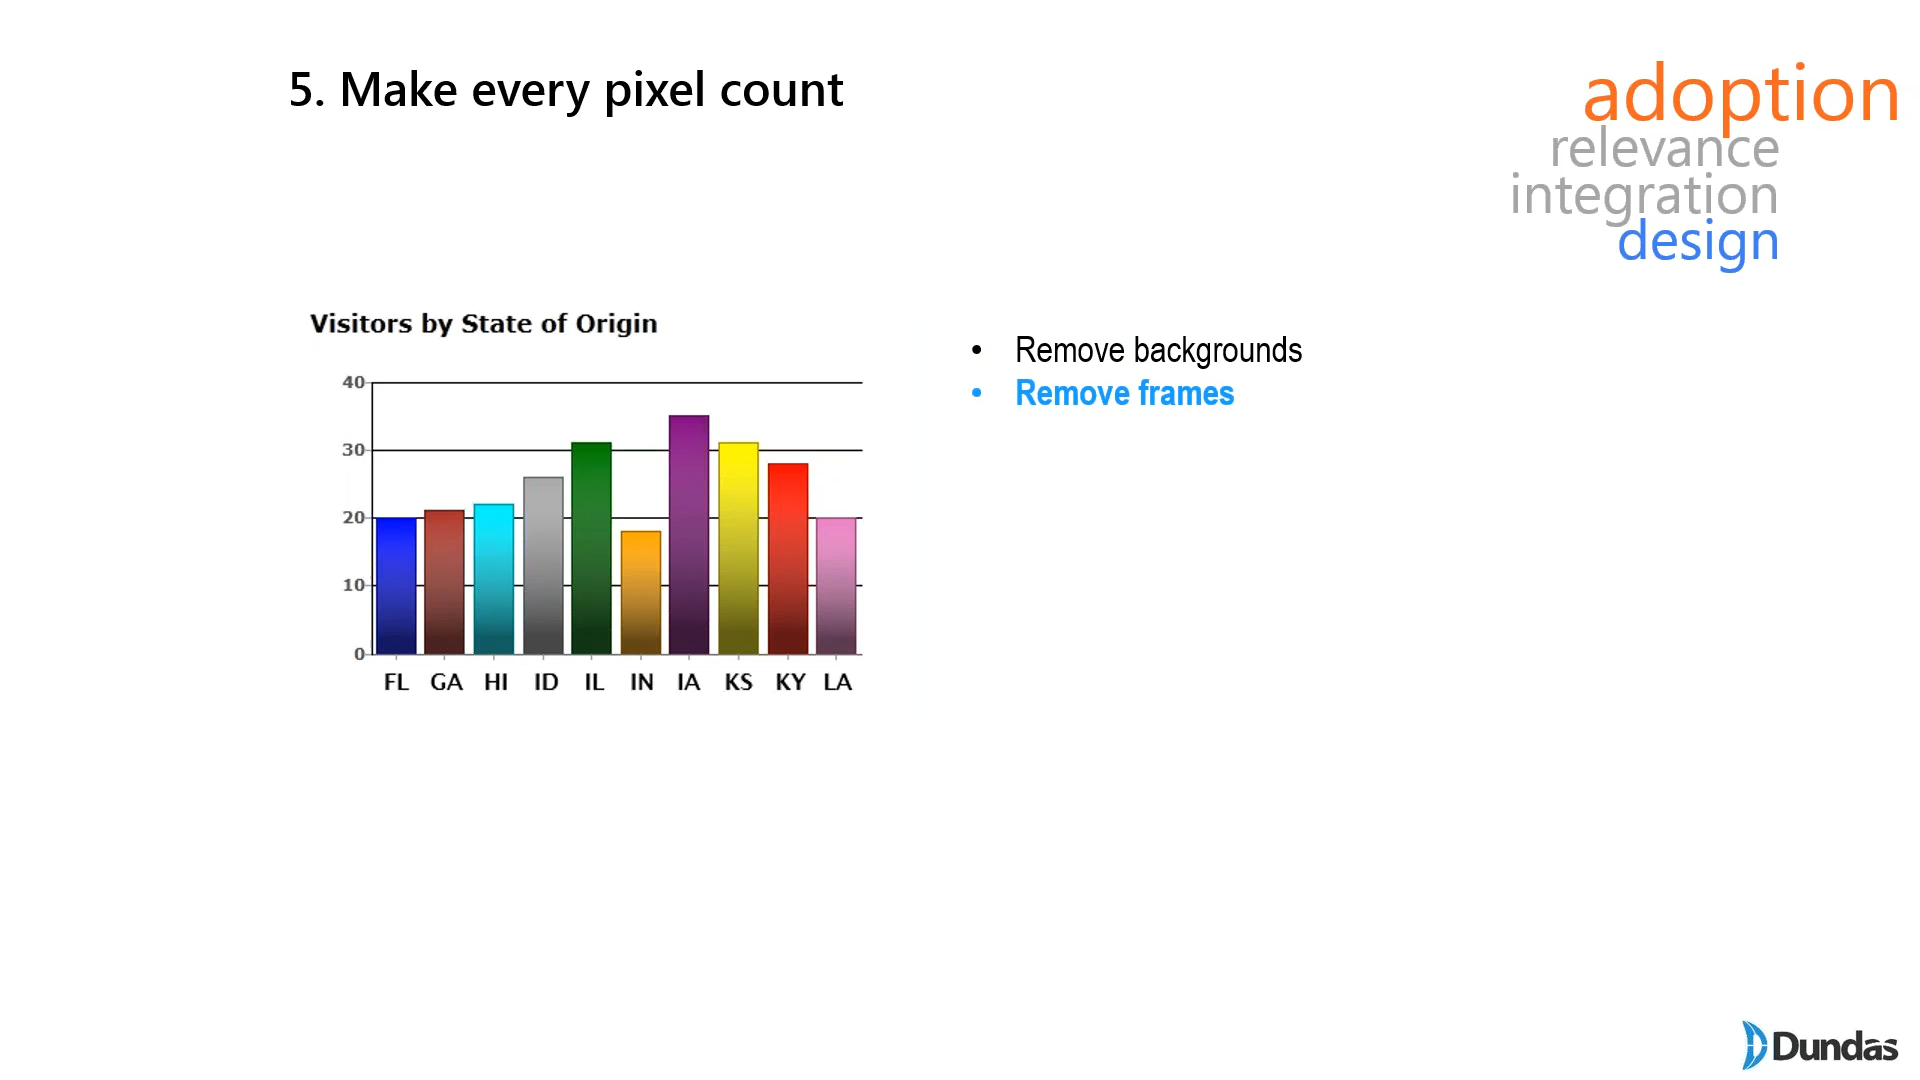 5. Make every pixel count
adoption
relevance
integration
design
Visitors by State of Origin
40
30
20
10
0
FL GA HI ID IL IN IA KS KY LA
• Remove backgrounds
• Remove frames
Dundas